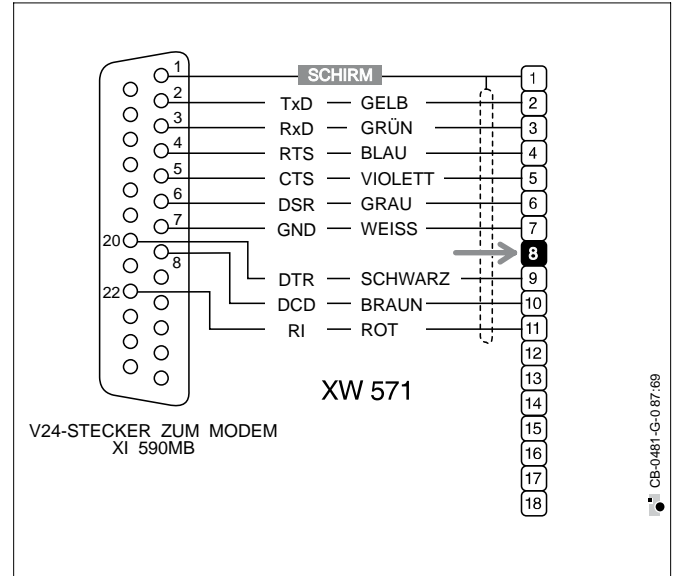 1 SCHIRM 1
2 TxD — GELB 2
3 RxD — GRÜN 3
4 RTS — BLAU 4
5 CTS — VIOLETT 5
6 DSR — GRAU 6
7 GND — WEISS 7
20 8
8
DTR — SCHWARZ 9
22 DCD — BRAUN 10
RI — ROT 11
12
13
14
15
16
17
18
XW 571
V24-STECKER ZUM MODEM
XI 590MB
CB-0481-G-0 87:69